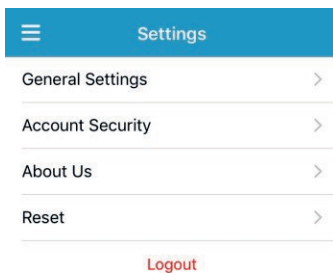 Settings
General Settings
Account Security
About Us
Reset
Logout